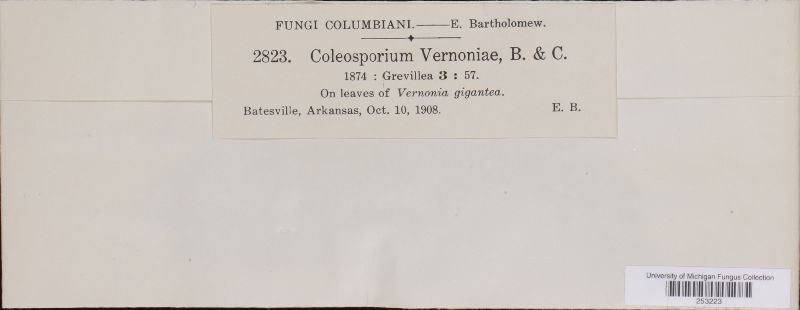 FUNGI COLUMBIANI.——E. Bartholomew.
2823. Coleosporium Vernoniae, B. & C.
1874 : Grevillea 3 : 57.
On leaves of Vernonia gigantea.
Batesville, Arkansas, Oct. 10, 1908. E. B.
University of Michigan Fungus Collection
253223